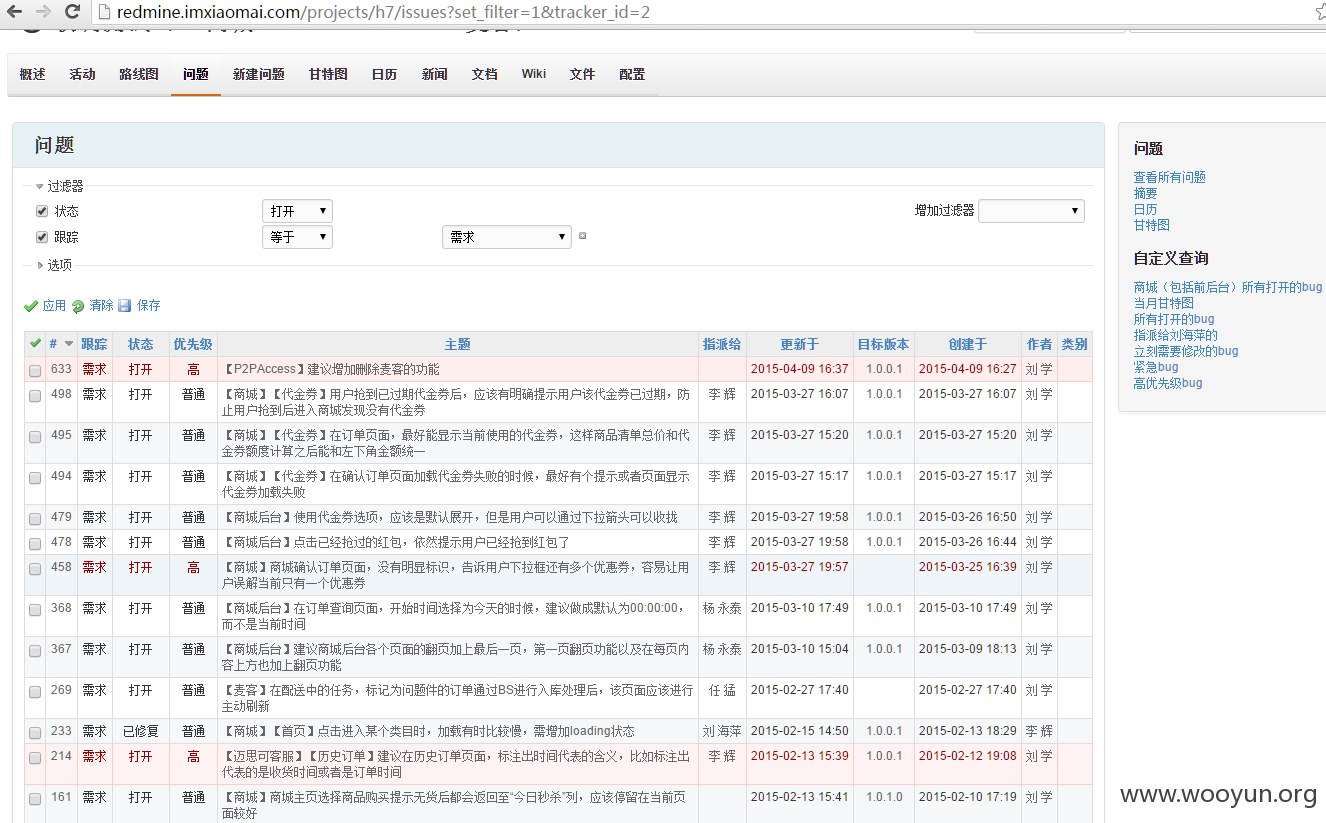 redmine.imxiaomai.com/projects/h7/issues?set_filter=1&tracker_id=2
概述 活动 路线图 问题 新建问题 甘特图 日历 新闻 文档 Wiki 文件 配置
问题
过滤器
状态 打开 增加过滤器
跟踪 等于 需求
选项
应用 清除 保存
# 跟踪 状态 优先级 主题 指派给 更新于 目标版本 创建于 作者 类别
633 需求 打开 高 【P2PAccess】建议增加删除麦客的功能 2015-04-09 16:37 1.0.0.1 2015-04-09 16:27 刘 学
498 需求 打开 普通 【商城】【代金券】用户抢到已过期代金券后，应该有明确提示用户该代金券已过期，防 李 辉 2015-03-27 16:07 1.0.0.1 2015-03-27 16:07 刘 学
止用户抢到后进入商城发现没有代金券
495 需求 打开 普通 【商城】【代金券】在订单页面，最好能显示当前使用的代金券，这样商品清单总价和代 李 辉 2015-03-27 15:20 1.0.0.1 2015-03-27 15:20 刘 学
金券额度计算之后能和左下角金额统一
494 需求 打开 普通 【商城】【代金券】在确认订单页面加载代金券失败的时候，最好有个提示或者页面显示 李 辉 2015-03-27 15:17 1.0.0.1 2015-03-27 15:17 刘 学
代金券加载失败
479 需求 打开 普通 【商城后台】使用代金券选项，应该是默认展开，但是用户可以通过下拉箭头可以收拢 李 辉 2015-03-27 19:58 1.0.0.1 2015-03-26 16:50 刘 学
478 需求 打开 普通 【商城后台】点击已经抢过的红包，依然提示用户已经抢到红包了 李 辉 2015-03-27 19:58 1.0.0.1 2015-03-26 16:44 刘 学
458 需求 打开 高 【商城】商城确认订单页面，没有明显标识，告诉用户下拉框还有多个优惠券，容易让用 李 辉 2015-03-27 19:57 2015-03-25 16:39 刘 学
户误解当前只有一个优惠券
368 需求 打开 普通 【商城后台】在订单查询页面，开始时间选择为今天的时候，建议做成默认为00:00:00， 杨 永泰 2015-03-10 17:49 1.0.0.1 2015-03-10 17:49 刘 学
而不是当前时间
367 需求 打开 普通 【商城后台】建议商城后台各个页面的翻页加上最后一页，第一页翻页功能以及在每页内 杨 永泰 2015-03-10 15:04 1.0.0.1 2015-03-09 18:13 刘 学
容上方也加上翻页功能
269 需求 打开 普通 【麦客】在配送中的任务，标记为问题件的订单通过BS进行入库处理后，该页面应该进行 任 猛 2015-02-27 17:40 2015-02-27 17:40 刘 学
主动刷新
233 需求 已修复 普通 【商城】【首页】点击进入某个类目时，加载有时比较慢，需增加loading状态 刘 海萍 2015-02-15 14:50 1.0.0.1 2015-02-13 18:29 李 辉
214 需求 打开 高 【迈思可客服】【历史订单】建议在历史订单页面，标注出时间代表的含义，比如标注出 李 辉 2015-02-13 15:39 1.0.0.1 2015-02-12 19:08 刘 学
代表的是收货时间或者是订单时间
161 需求 打开 普通 【商城】商城主页选择商品购买提示无货后都会返回至“今日秒杀”列，应该停留在当前页 2015-02-13 15:41 1.0.1.0 2015-02-10 17:19 刘 学
面较好
问题
查看所有问题
摘要
日历
甘特图
自定义查询
商城（包括前后台）所有打开的bug
当月甘特图
所有打开的bug
指派给刘海萍的
立刻需要修改的bug
紧急bug
高优先级bug
www.wooyun.org